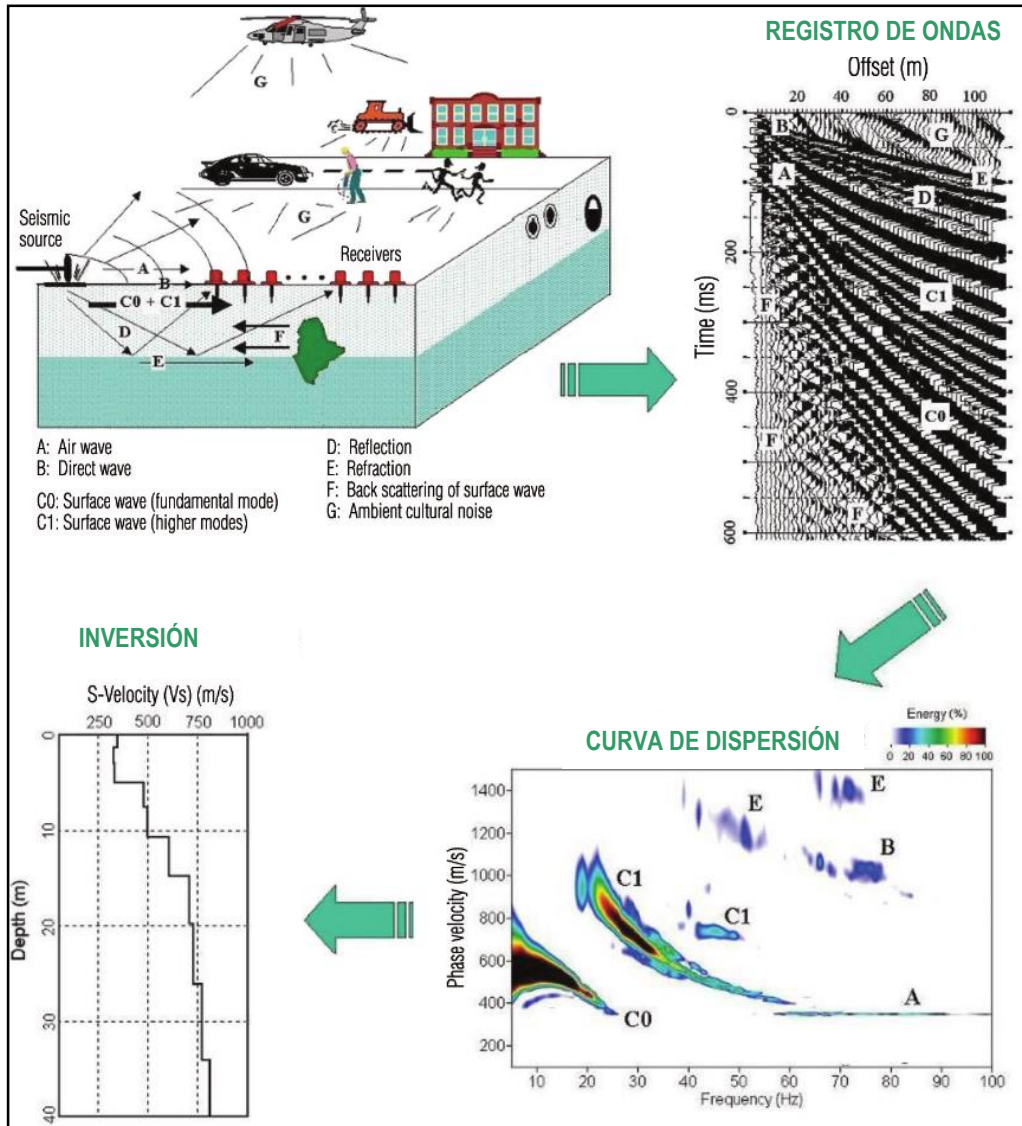 REGISTRO DE ONDAS
Offset (m)
20 40 60 80 100
0
200
400
600
Time (ms)
B
G
A
E
D
F
C1
C0
F
F
G
G
Seismic source
Receivers
A
B
C0 + C1
D
F
E
A: Air wave
B: Direct wave
C0: Surface wave (fundamental mode)
C1: Surface wave (higher modes)
D: Reflection
E: Refraction
F: Back scattering of surface wave
G: Ambient cultural noise
INVERSIÓN
S-Velocity (Vs) (m/s)
250 500 750 1000
0
10
20
30
40
Depth (m)
CURVA DE DISPERSIÓN
Energy (%)
0 20 40 60 80 100
1400
1200
1000
800
600
400
200
Phase velocity (m/s)
E
E
B
C1
C1
C0
A
10 20 30 40 50 60 70 80 90 100
Frequency (Hz)